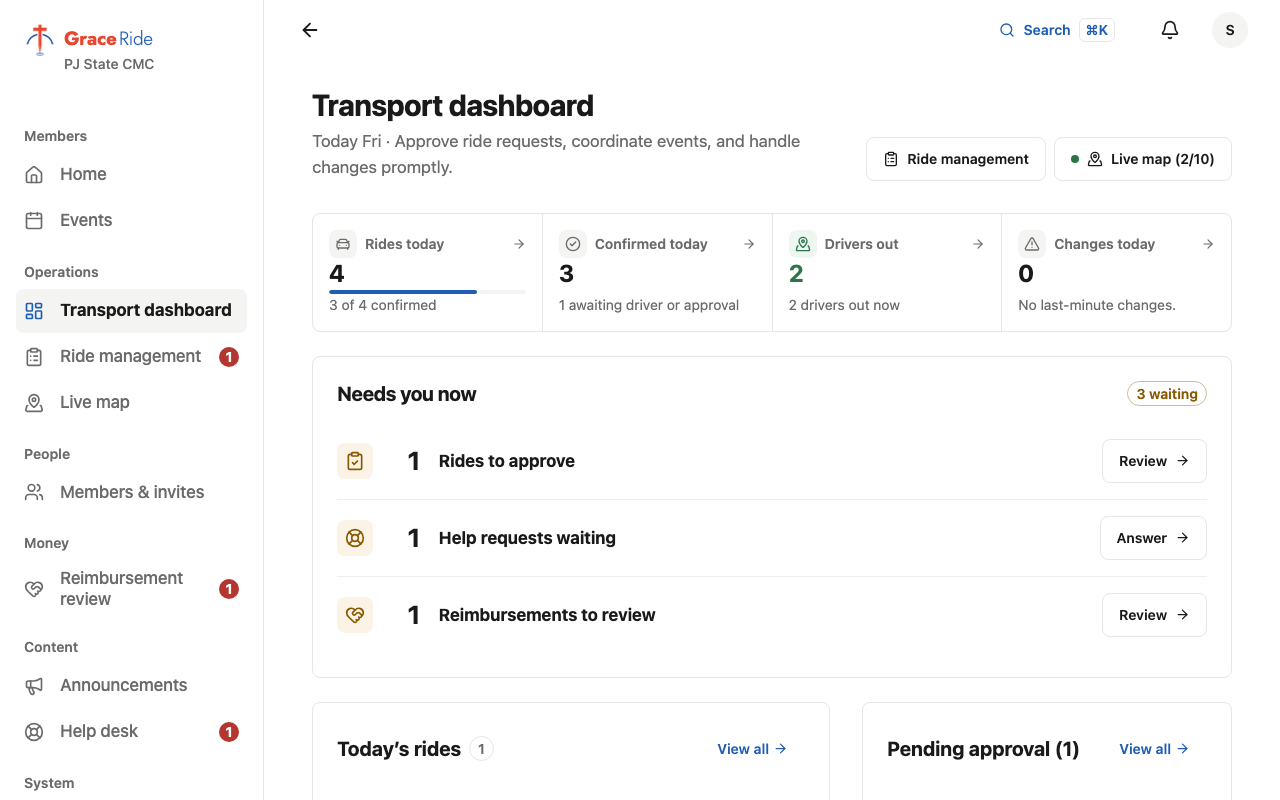 Grace Ride
PJ State CMC
Members
Home
Events
Operations
Transport dashboard
Ride management 1
Live map
People
Members & invites
Money
Reimbursement
review
1
Content
Announcements
Help desk 1
System
Search ⌘K
S
Transport dashboard
Today Fri · Approve ride requests, coordinate events, and handle
changes promptly.
Ride management
Live map (2/10)
Rides today
4
3 of 4 confirmed
Confirmed today
3
1 awaiting driver or approval
Drivers out
2
2 drivers out now
Changes today
0
No last-minute changes.
Needs you now
3 waiting
1 Rides to approve
Review
1 Help requests waiting
Answer
1 Reimbursements to review
Review
Today’s rides 1
View all
Pending approval (1)
View all